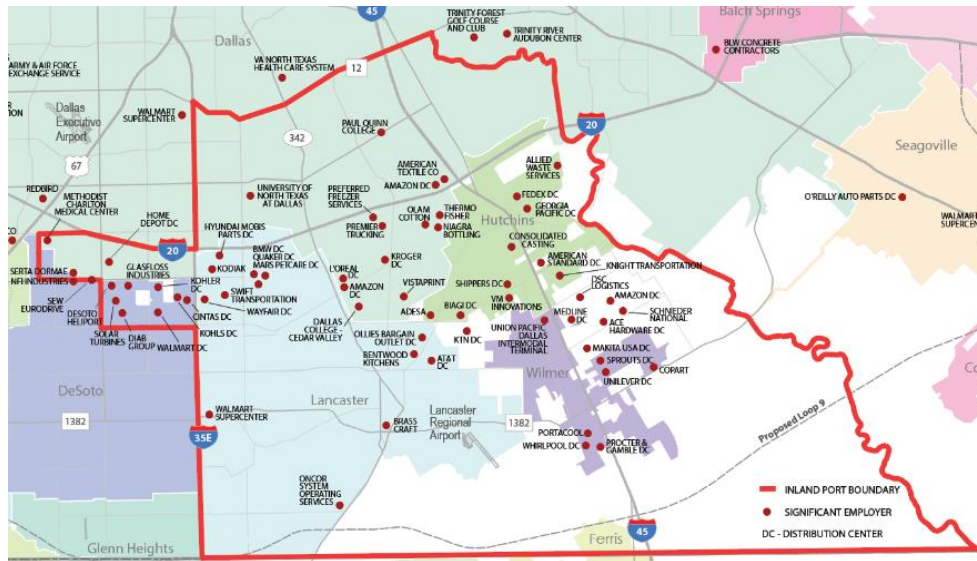 45
Balch Springs
TRINITY FOREST
GOLF COURSE
AND CLUB
TRINITY RIVER
AUDUBON CENTER
Dallas
BLW CONCRETE
CONTRACTORS
ARMY & AIR FORCE
EXCHANGE SERVICE
VA NORTH TEXAS
HEALTH CARE SYSTEM
12
Dallas
Executive
Airport
WALMART
SUPERCENTER
PAUL QUINN
COLLEGE
342
20
Seagoville
67
AMERICAN
TEXTILE CO
AMAZON DC
ALLIED
WASTE
SERVICES
REDBIRD
METHODIST
CHARLTON
MEDICAL CENTER
UNIVERSITY OF
NORTH TEXAS
AT DALLAS
PREFERRED
FREEZER
SERVICES
OLAM
COTTON
THERMO
FISHER
NIAGRA
BOTTLING
FEDEX DC
GEORGIA
PACIFIC DC
O'REILLY AUTO PARTS DC
HOME
DEPOT DC
Hutchins
WALMART
SUPERCEN
HYUNDAI MOBIS
PARTS DC
PREMIER
TRUCKING
CONSOLIDATED
CASTING
CO
20
BMW DC
QUAKER DC
MARS PETCARE DC
AMERICAN
STANDARD DC
KNIGHT TRANSPORTATION
SERTA DORMAE
NFI INDUSTRIES
GLASFLOSS
INDUSTRIES
KODIAK
KOHLER
DC
L'OREAL
DC
AMAZON
DC
KROGER DC
SHIPPERS DC
DSC
LOGISTICS
SEW
EURODRIVE
SWIFT
TRANSPORTATION
VISTAPRINT
VM
INNOVATIONS
AMAZON DC
DESOTO
HELIPORT
CINTAS DC
WAYFAIR DC
ADESA
BIAGI DC
MEDLINE
DC
SCHNEIDER
NATIONAL
SOLAR
TURBINES
DIAB
GROUP
KOHLS DC
WALMART DC
DALLAS
COLLEGE -
CEDAR VALLEY
OLLIES BARGAIN
OUTLET DC
KTN DC
UNION PACIFIC
DALLAS
INTERMODAL
TERMINAL
ACE
HARDWARE DC
BENTWOOD
KITCHENS
AT&T
DC
MAKITA USA DC
SPROUTS DC
COPART
UNILEVER DC
Wilmer
DeSoto
Lancaster
WALMART
SUPERCENTER
1382
Lancaster
Regional
Airport
1382
BRASS
CRAFT
Proposed Loop 9
35E
PORTACOOL
WHIRLPOOL DC
PROCTER &
GAMBLE DC
ONCOR
SYSTEM
OPERATING
SERVICES
INLAND PORT BOUNDARY
SIGNIFICANT EMPLOYER
DC - DISTRIBUTION CENTER
45
Ferris
Glenn Heights